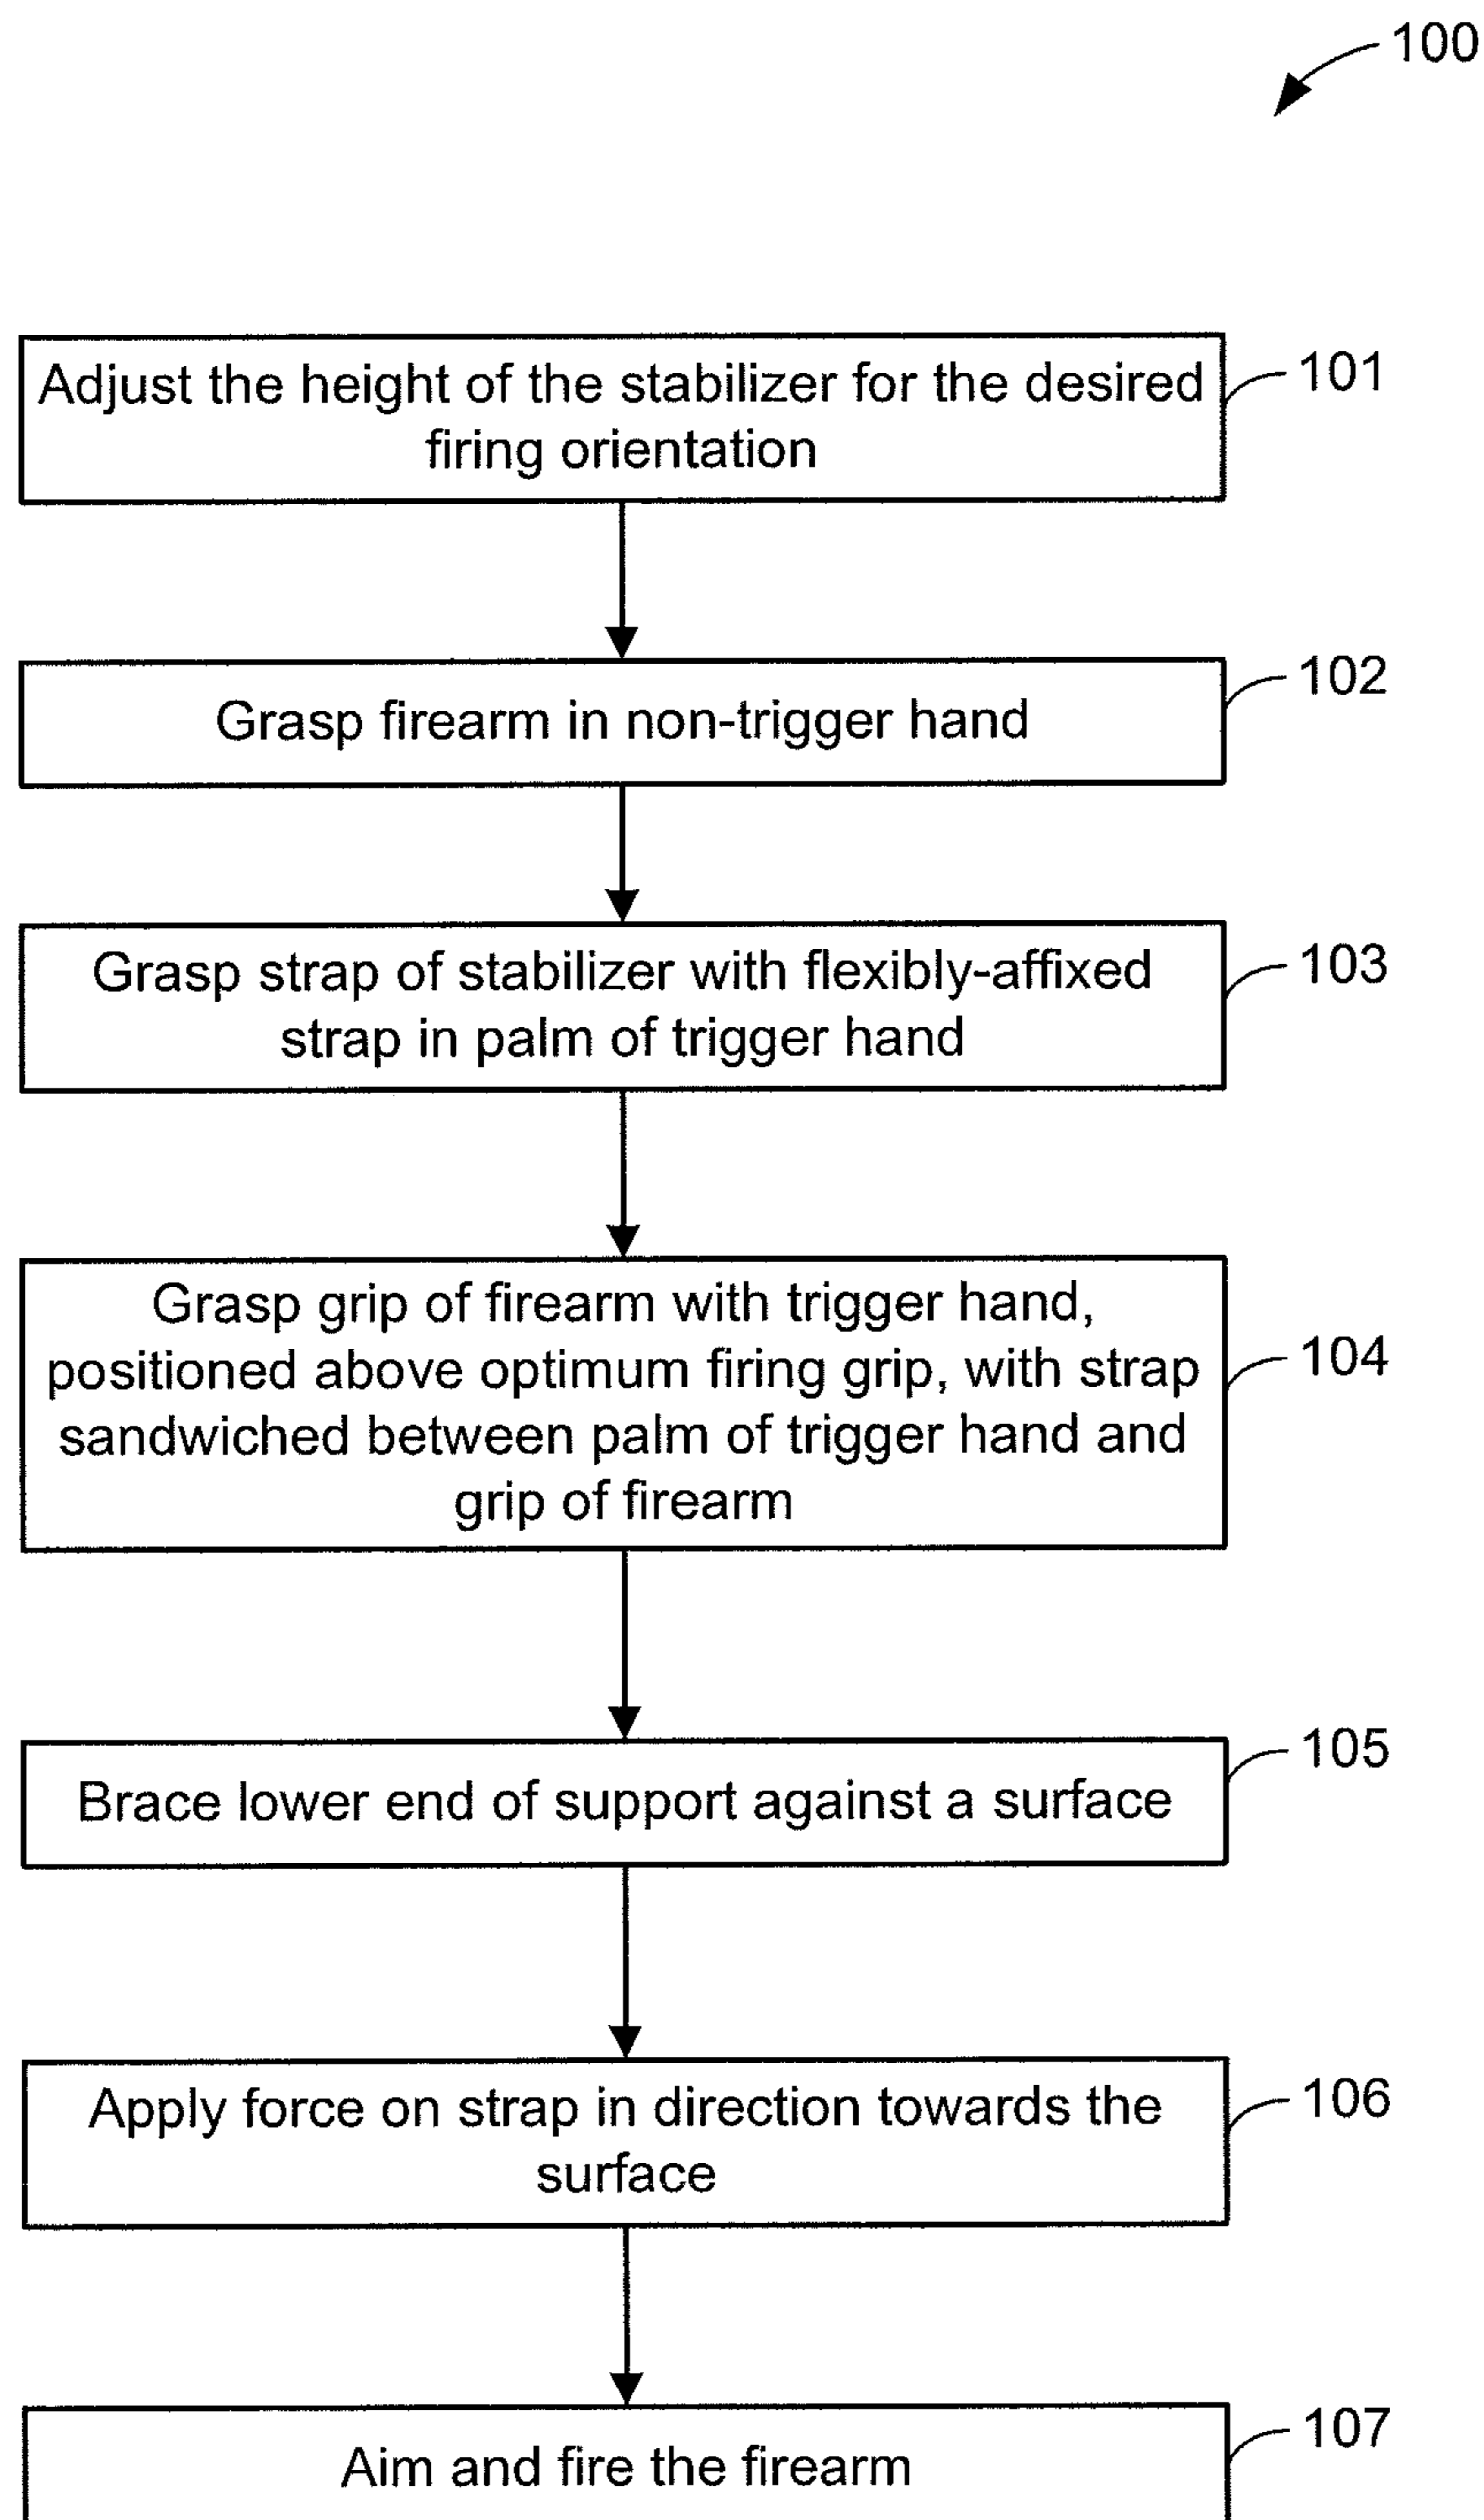 100
Adjust the height of the stabilizer for the desired
firing orientation
101
Grasp firearm in non-trigger hand
102
Grasp strap of stabilizer with flexibly-affixed
strap in palm of trigger hand
103
Grasp grip of firearm with trigger hand,
positioned above optimum firing grip, with strap
sandwiched between palm of trigger hand and
grip of firearm
104
Brace lower end of support against a surface
105
Apply force on strap in direction towards the
surface
106
Aim and fire the firearm
107